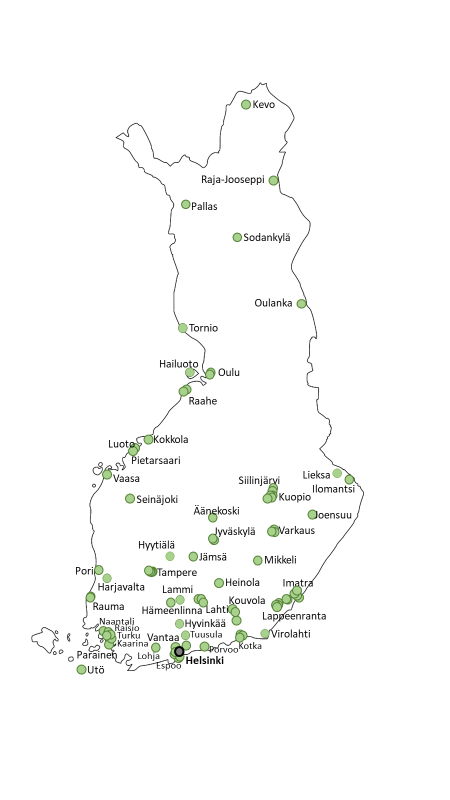 Kevo
Raja-Jooseppi
Pallas
Sodankylä
Oulanka
Tornio
Hailuoto
Oulu
Raahe
Luoto
Kokkola
Pietarsaari
Vaasa
Siilinjärvi
Lieksa
Ilomantsi
Seinäjoki
Kuopio
Äänekoski
Joensuu
Jyväskylä
Varkaus
Hyytiälä
Jämsä
Mikkeli
Pori
Tampere
Harjavalta
Heinola
Imatra
Lammi
Rauma
Hämeenlinna
Lahti
Kouvola
Lappeenranta
Naantali
Raisio
Hyvinkää
Turku
Vantaa
Tuusula
Virolahti
Kaarina
Parainen
Lohja
Porvoo
Kotka
Espoo
Helsinki
Utö